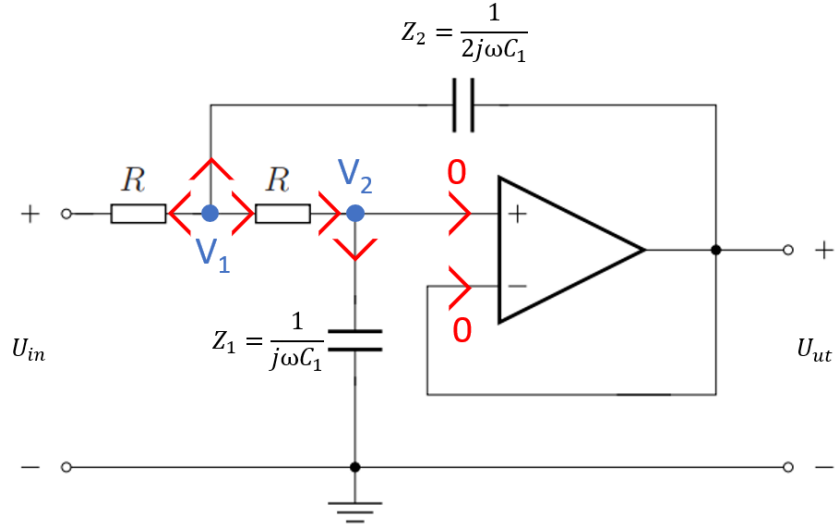 Z₂ = 1/(2jωC₁)
R
R
V₂
0
+
+
V₁
−
+
0
Z₁ = 1/(jωC₁)
U_in
U_ut
−
−